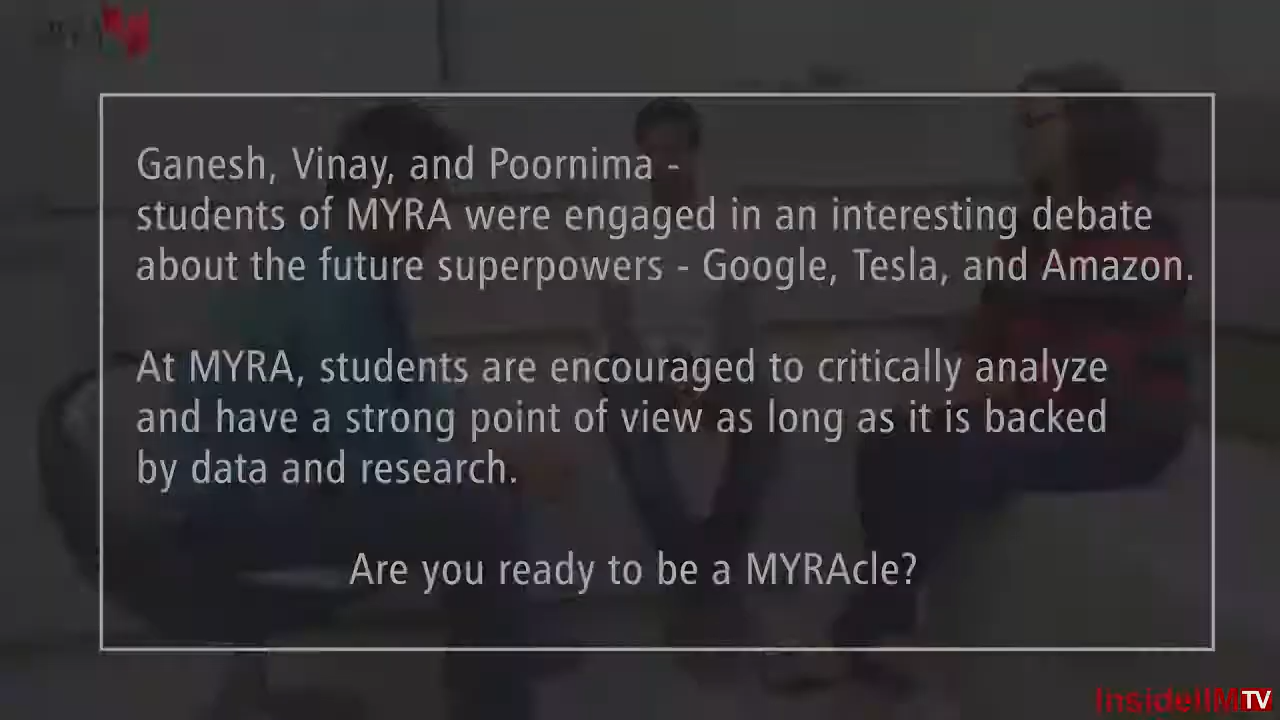 Ganesh, Vinay, and Poornima -
students of MYRA were engaged in an interesting debate
about the future superpowers - Google, Tesla, and Amazon.
At MYRA, students are encouraged to critically analyze
and have a strong point of view as long as it is backed
by data and research.
Are you ready to be a MYRAcle?
InsideIIM TV